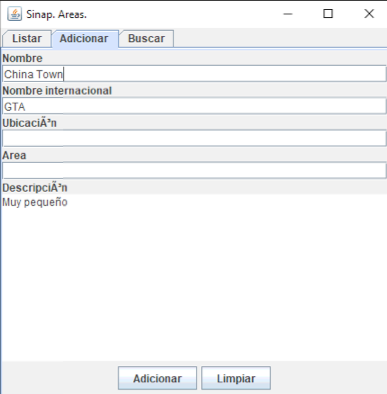 Sinap. Areas.
Listar Adicionar Buscar
Nombre
China Town
Nombre internacional
GTA
UbicaciÃ³n
Area
DescripciÃ³n
Muy pequeño
Adicionar Limpiar